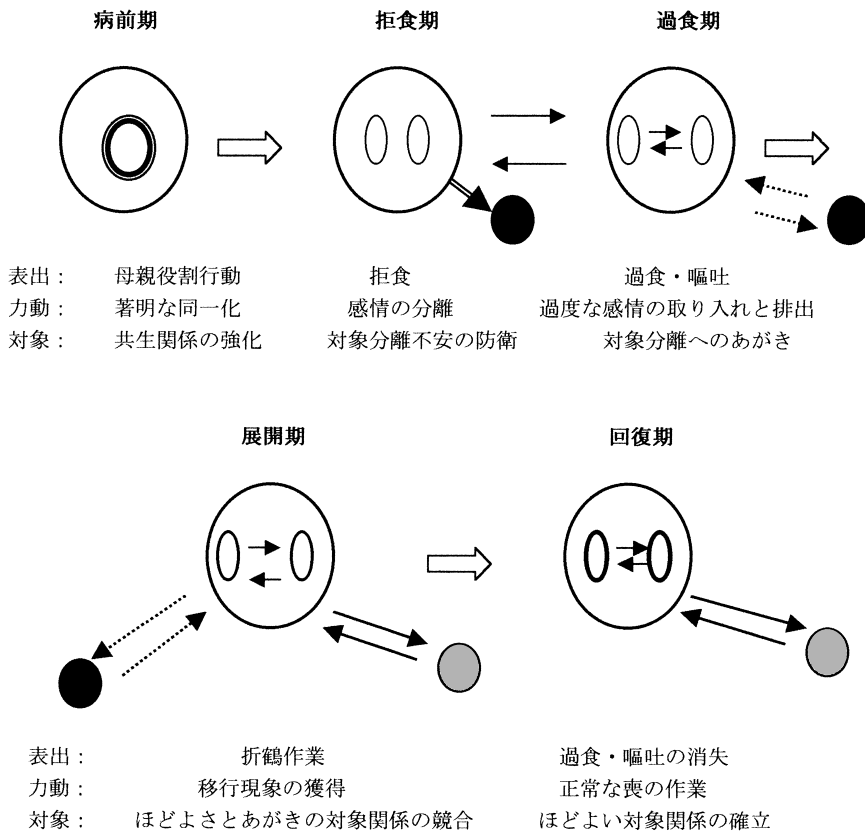 病前期 拒食期 過食期
表出： 母親役割行動 拒食 過食・嘔吐
力動： 著明な同一化 感情の分離 過度な感情の取り入れと排出
対象： 共生関係の強化 対象分離不安の防衛 対象分離へのあがき
展開期 回復期
表出： 折鶴作業 過食・嘔吐の消失
力動： 移行現象の獲得 正常な喪の作業
対象： ほどよさとあがきの対象関係の競合 ほどよい対象関係の確立